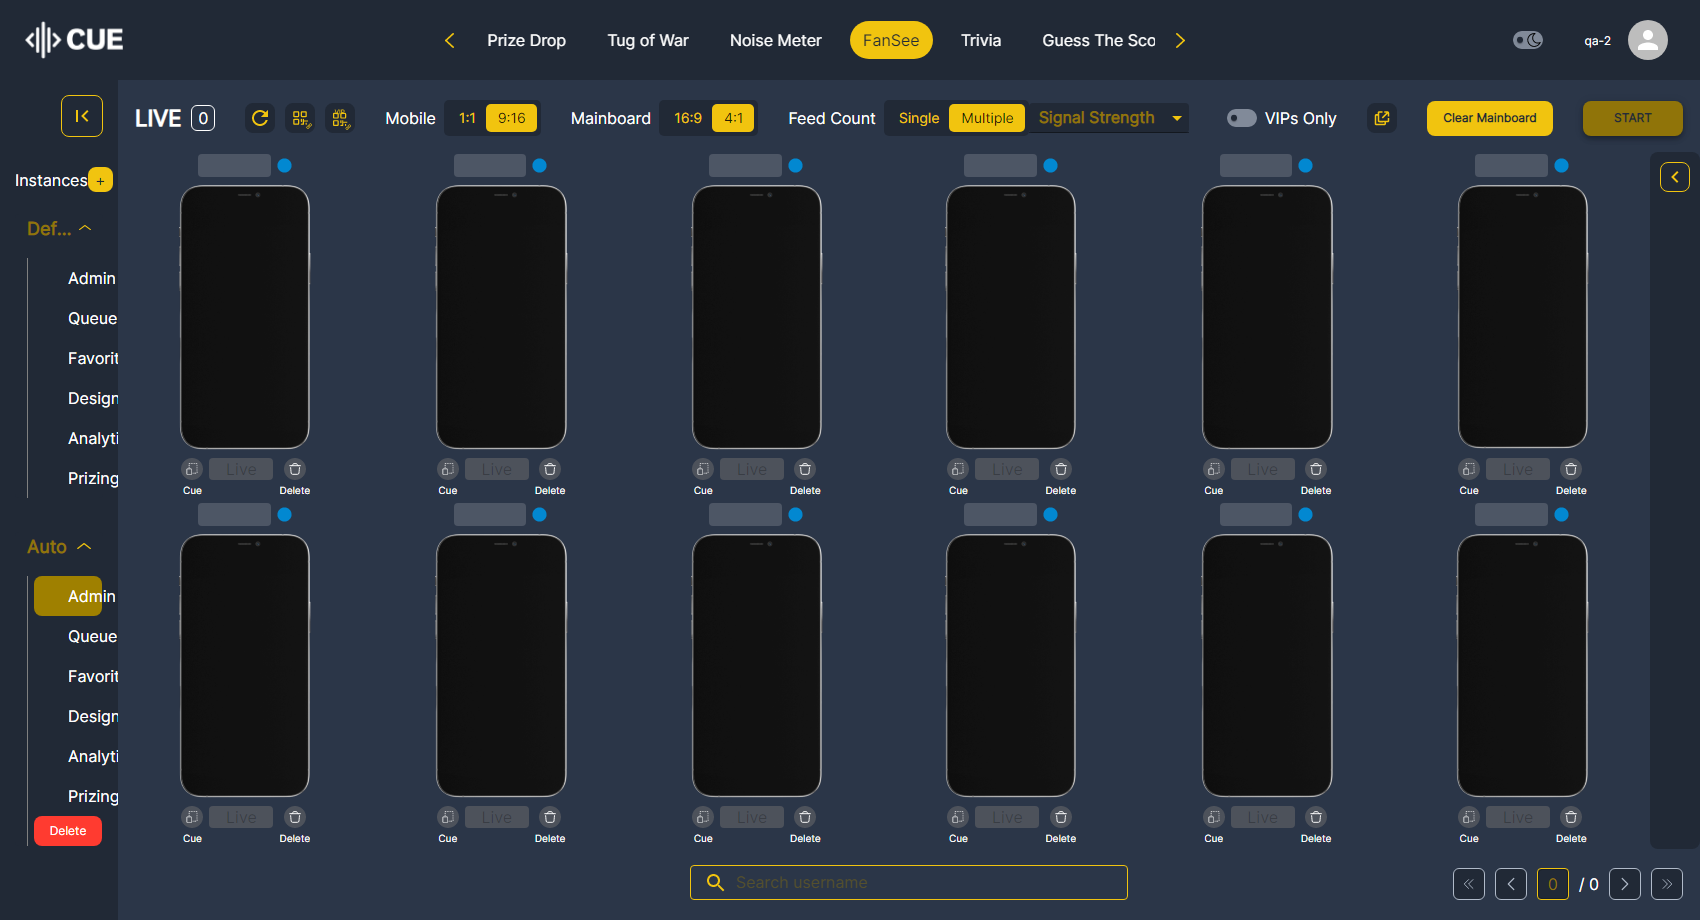 CUE
Prize Drop
Tug of War
Noise Meter
FanSee
Trivia
Guess The Sco
qa-2
LIVE 0
Mobile 1:1 9:16
Mainboard 16:9 4:1
Feed Count Single Multiple Signal Strength
VIPs Only
Clear Mainboard
START
Instances +
Def...
Admin
Queue
Favorit
Design
Analyti
Prizing
Auto
Admin
Queue
Favorit
Design
Analyti
Prizing
Delete
Live
Cue Delete
Live
Cue Delete
Live
Cue Delete
Live
Cue Delete
Live
Cue Delete
Live
Cue Delete
Live
Cue Delete
Live
Cue Delete
Live
Cue Delete
Live
Cue Delete
Live
Cue Delete
Live
Cue Delete
Search username
0 / 0